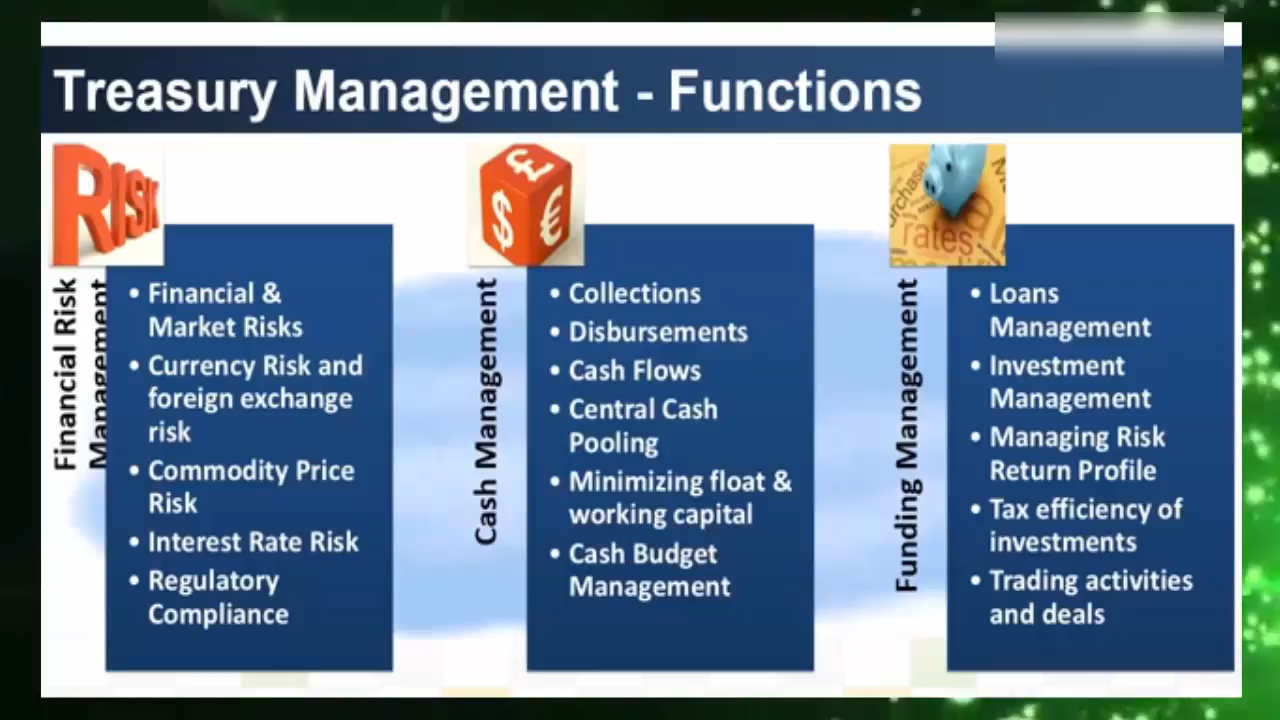 Treasury Management - Functions
RISK
Financial Risk
Management
• Financial &
Market Risks
• Currency Risk and
foreign exchange
risk
• Commodity Price
Risk
• Interest Rate Risk
• Regulatory
Compliance
£
$ €
Cash Management
• Collections
• Disbursements
• Cash Flows
• Central Cash
Pooling
• Minimizing float &
working capital
• Cash Budget
Management
rates
Funding Management
• Loans
Management
• Investment
Management
• Managing Risk
Return Profile
• Tax efficiency of
investments
• Trading activities
and deals